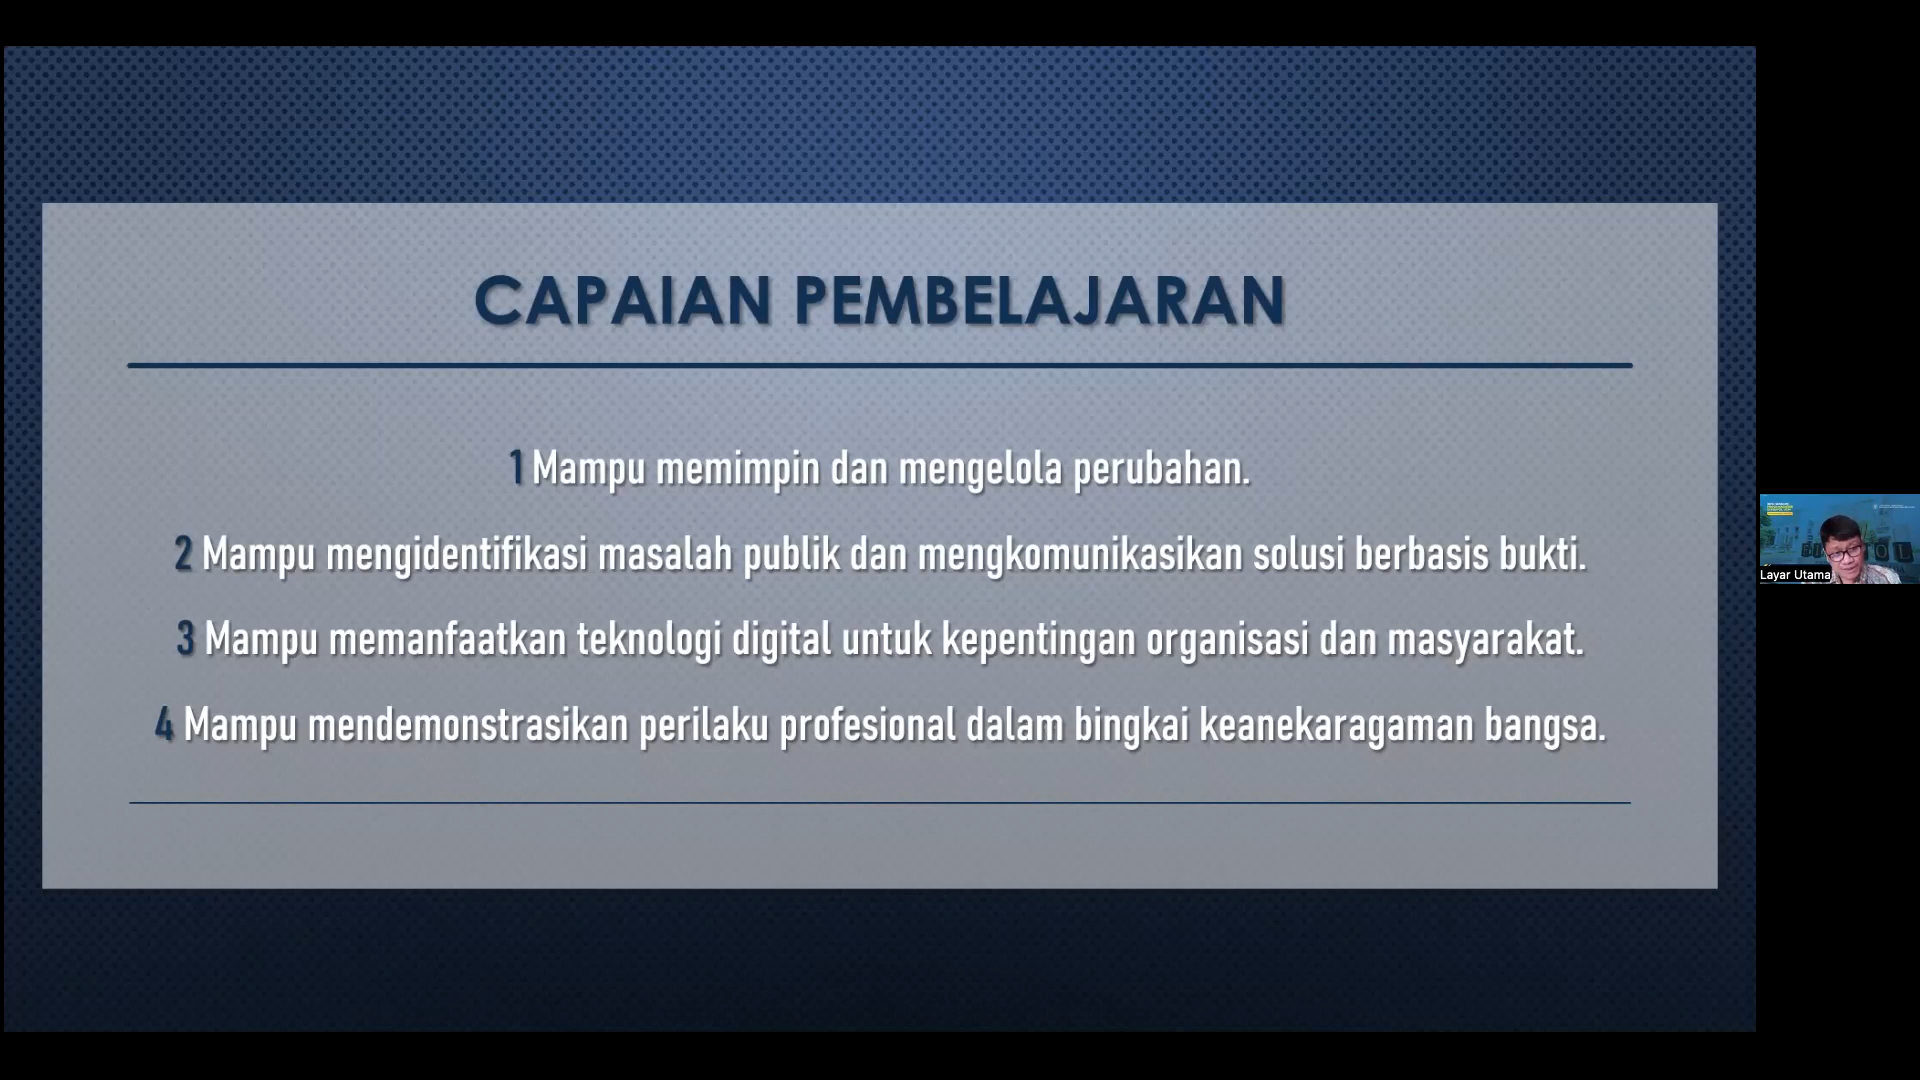 CAPAIAN PEMBELAJARAN
1 Mampu memimpin dan mengelola perubahan.
2 Mampu mengidentifikasi masalah publik dan mengkomunikasikan solusi berbasis bukti.
3 Mampu memanfaatkan teknologi digital untuk kepentingan organisasi dan masyarakat.
4 Mampu mendemonstrasikan perilaku profesional dalam bingkai keanekaragaman bangsa.
Layar Utama